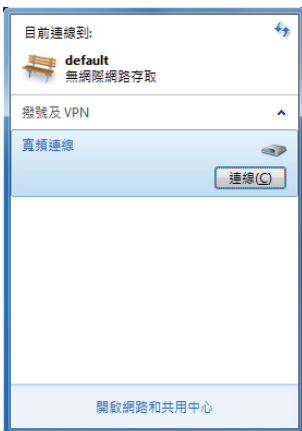 目前連線到:
default
無網際網路存取
撥號及 VPN
寬頻連線
連線(C)
開啟網路和共用中心